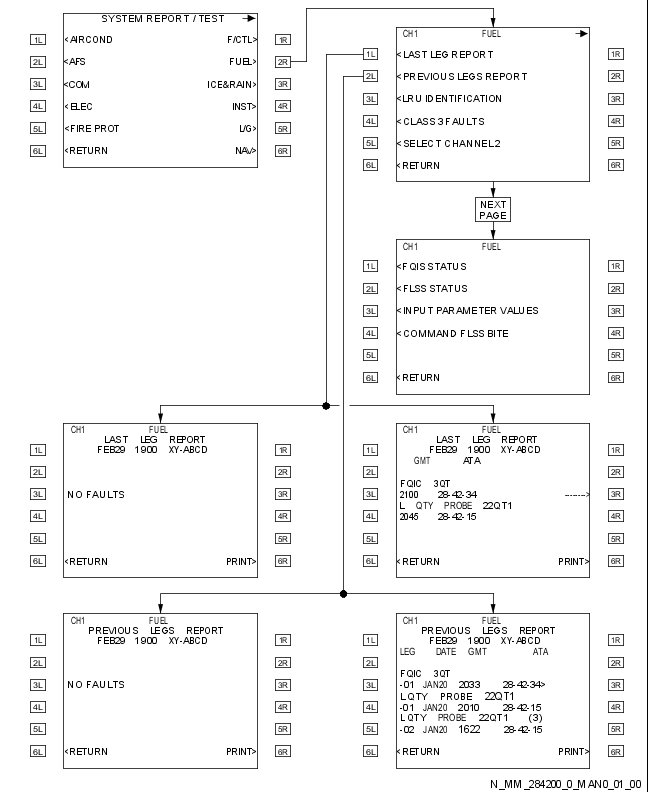 SYSTEM REPORT / TEST
1L <AIRCOND F/CTL> 1R
2L <AFS FUEL> 2R
3L <COM ICE&RAIN> 3R
4L <ELEC INST> 4R
5L <FIRE PROT L/G> 5R
6L <RETURN NAV> 6R
CH1 FUEL
1L <LAST LEG REPORT 1R
2L <PREVIOUS LEGS REPORT 2R
3L <LRU IDENTIFICATION 3R
4L <CLASS 3 FAULTS 4R
5L <SELECT CHANNEL2 5R
6L <RETURN 6R
NEXT
PAGE
CH1 FUEL
1L <FQIS STATUS 1R
2L <FLSS STATUS 2R
3L <INPUT PARAMETER VALUES 3R
4L <COMMAND FLSS BITE 4R
5L 5R
6L <RETURN 6R
CH1 FUEL
LAST LEG REPORT
1L FEB29 1900 XY-ABCD 1R
2L 2R
3L NO FAULTS 3R
4L 4R
5L 5R
6L <RETURN PRINT> 6R
CH1 FUEL
LAST LEG REPORT
1L FEB29 1900 XY-ABCD 1R
GMT ATA
2L 2R
FQIC 3QT
3L 2100 28-42-34 -------> 3R
L QTY PROBE 22QT1
4L 2045 28-42-15 4R
5L 5R
6L <RETURN PRINT> 6R
CH1 FUEL
PREVIOUS LEGS REPORT
1L FEB29 1900 XY-ABCD 1R
2L 2R
3L NO FAULTS 3R
4L 4R
5L 5R
6L <RETURN PRINT> 6R
CH1 FUEL
PREVIOUS LEGS REPORT
1L FEB29 1900 XY-ABCD 1R
LEG DATE GMT ATA
2L 2R
FQIC 3QT
3L -01 JAN20 2033 28-42-34> 3R
LQTY PROBE 22QT1
4L -01 JAN20 2010 28-42-15 4R
LQTY PROBE 22QT1 (3)
5L -02 JAN20 1622 28-42-15 5R
6L <RETURN PRINT> 6R
N_MM_284200_0_MAN0_01_00